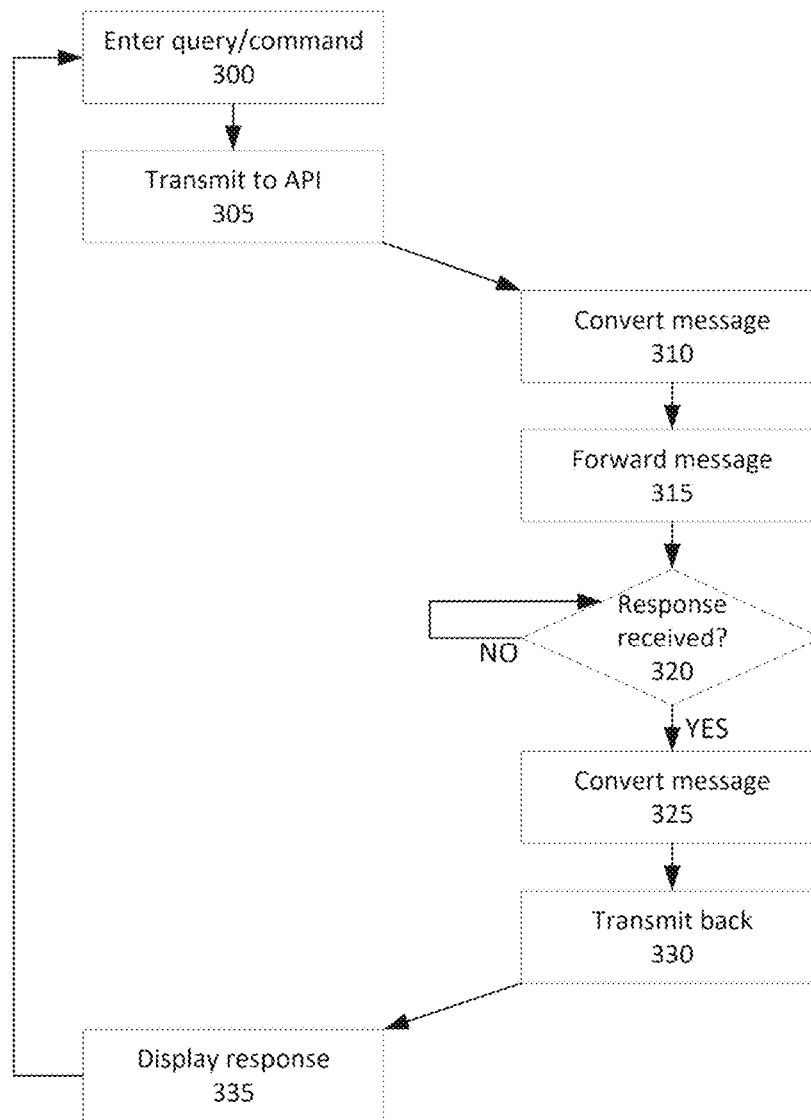 Enter query/command
300
Transmit to API
305
Convert message
310
Forward message
315
Response
received?
320
NO
YES
Convert message
325
Transmit back
330
Display response
335